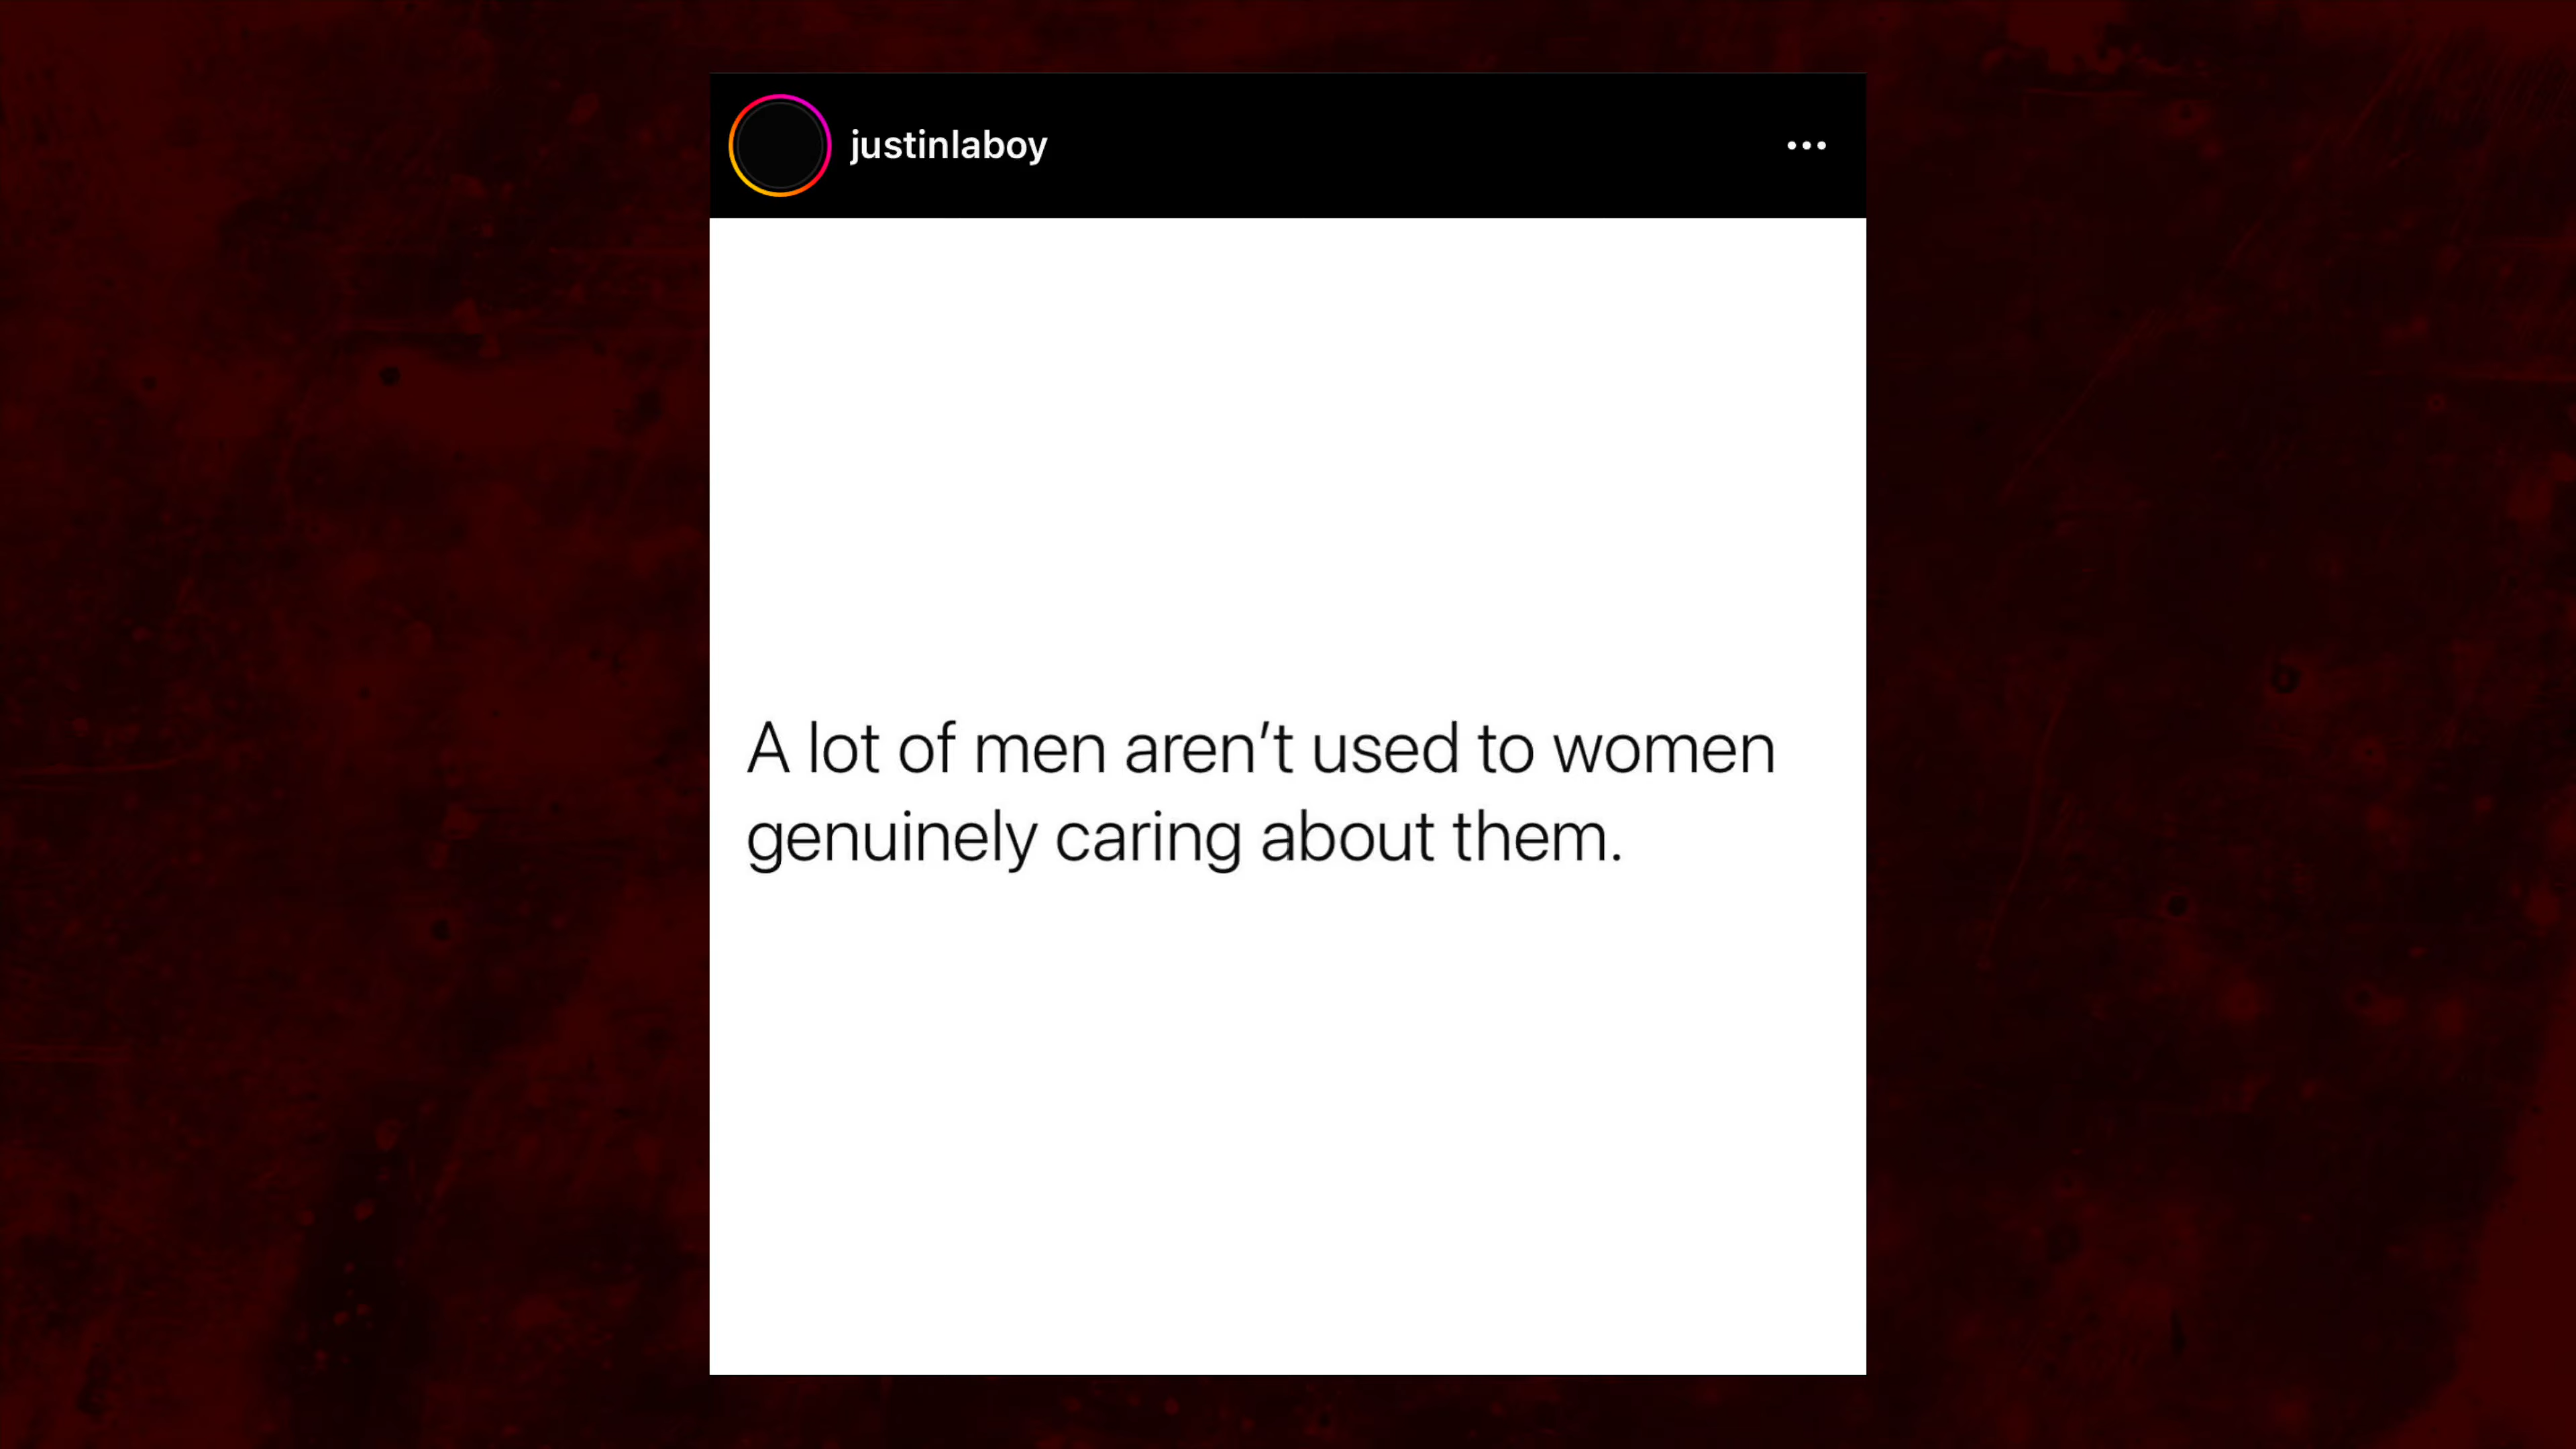 justinlaboy
A lot of men aren’t used to women
genuinely caring about them.